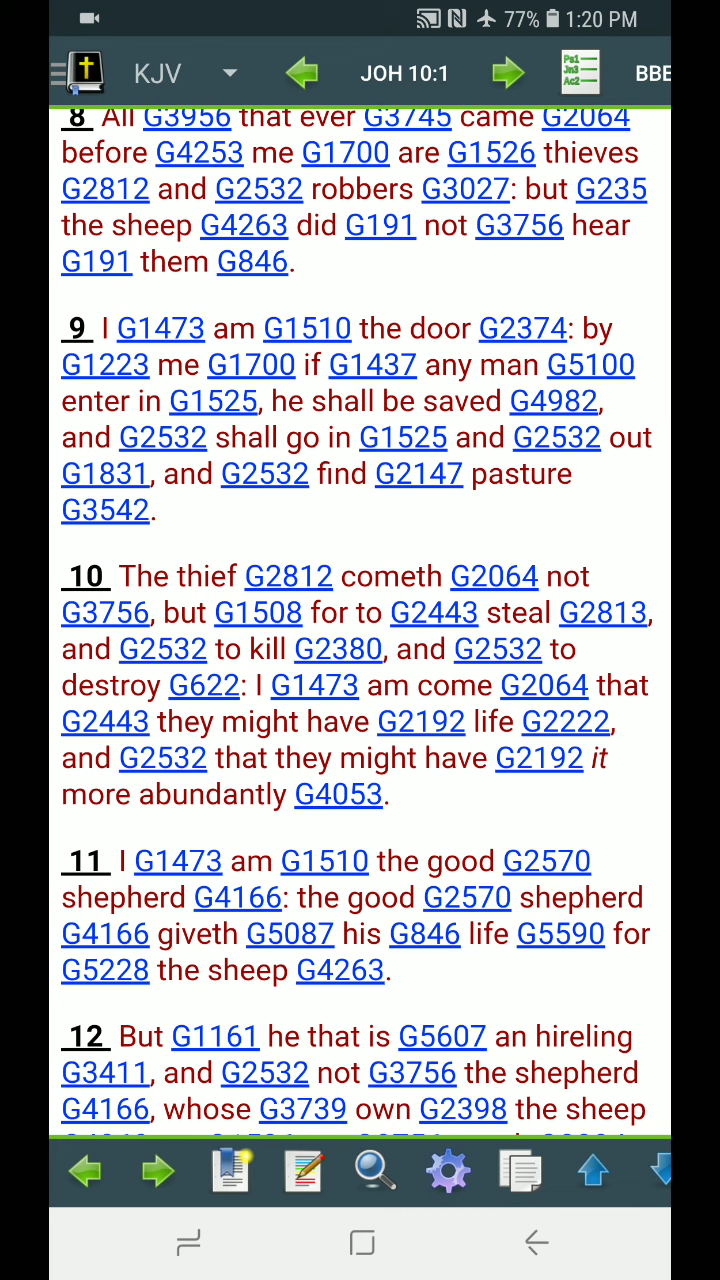 77% 1:20 PM
KJV JOH 10:1 BBE
8 All G3956 that ever G3745 came G2064
before G4253 me G1700 are G1526 thieves
G2812 and G2532 robbers G3027: but G235
the sheep G4263 did G191 not G3756 hear
G191 them G846.
9 I G1473 am G1510 the door G2374: by
G1223 me G1700 if G1437 any man G5100
enter in G1525, he shall be saved G4982,
and G2532 shall go in G1525 and G2532 out
G1831, and G2532 find G2147 pasture
G3542.
10 The thief G2812 cometh G2064 not
G3756, but G1508 for to G2443 steal G2813,
and G2532 to kill G2380, and G2532 to
destroy G622: I G1473 am come G2064 that
G2443 they might have G2192 life G2222,
and G2532 that they might have G2192 it
more abundantly G4053.
11 I G1473 am G1510 the good G2570
shepherd G4166: the good G2570 shepherd
G4166 giveth G5087 his G846 life G5590 for
G5228 the sheep G4263.
12 But G1161 he that is G5607 an hireling
G3411, and G2532 not G3756 the shepherd
G4166, whose G3739 own G2398 the sheep